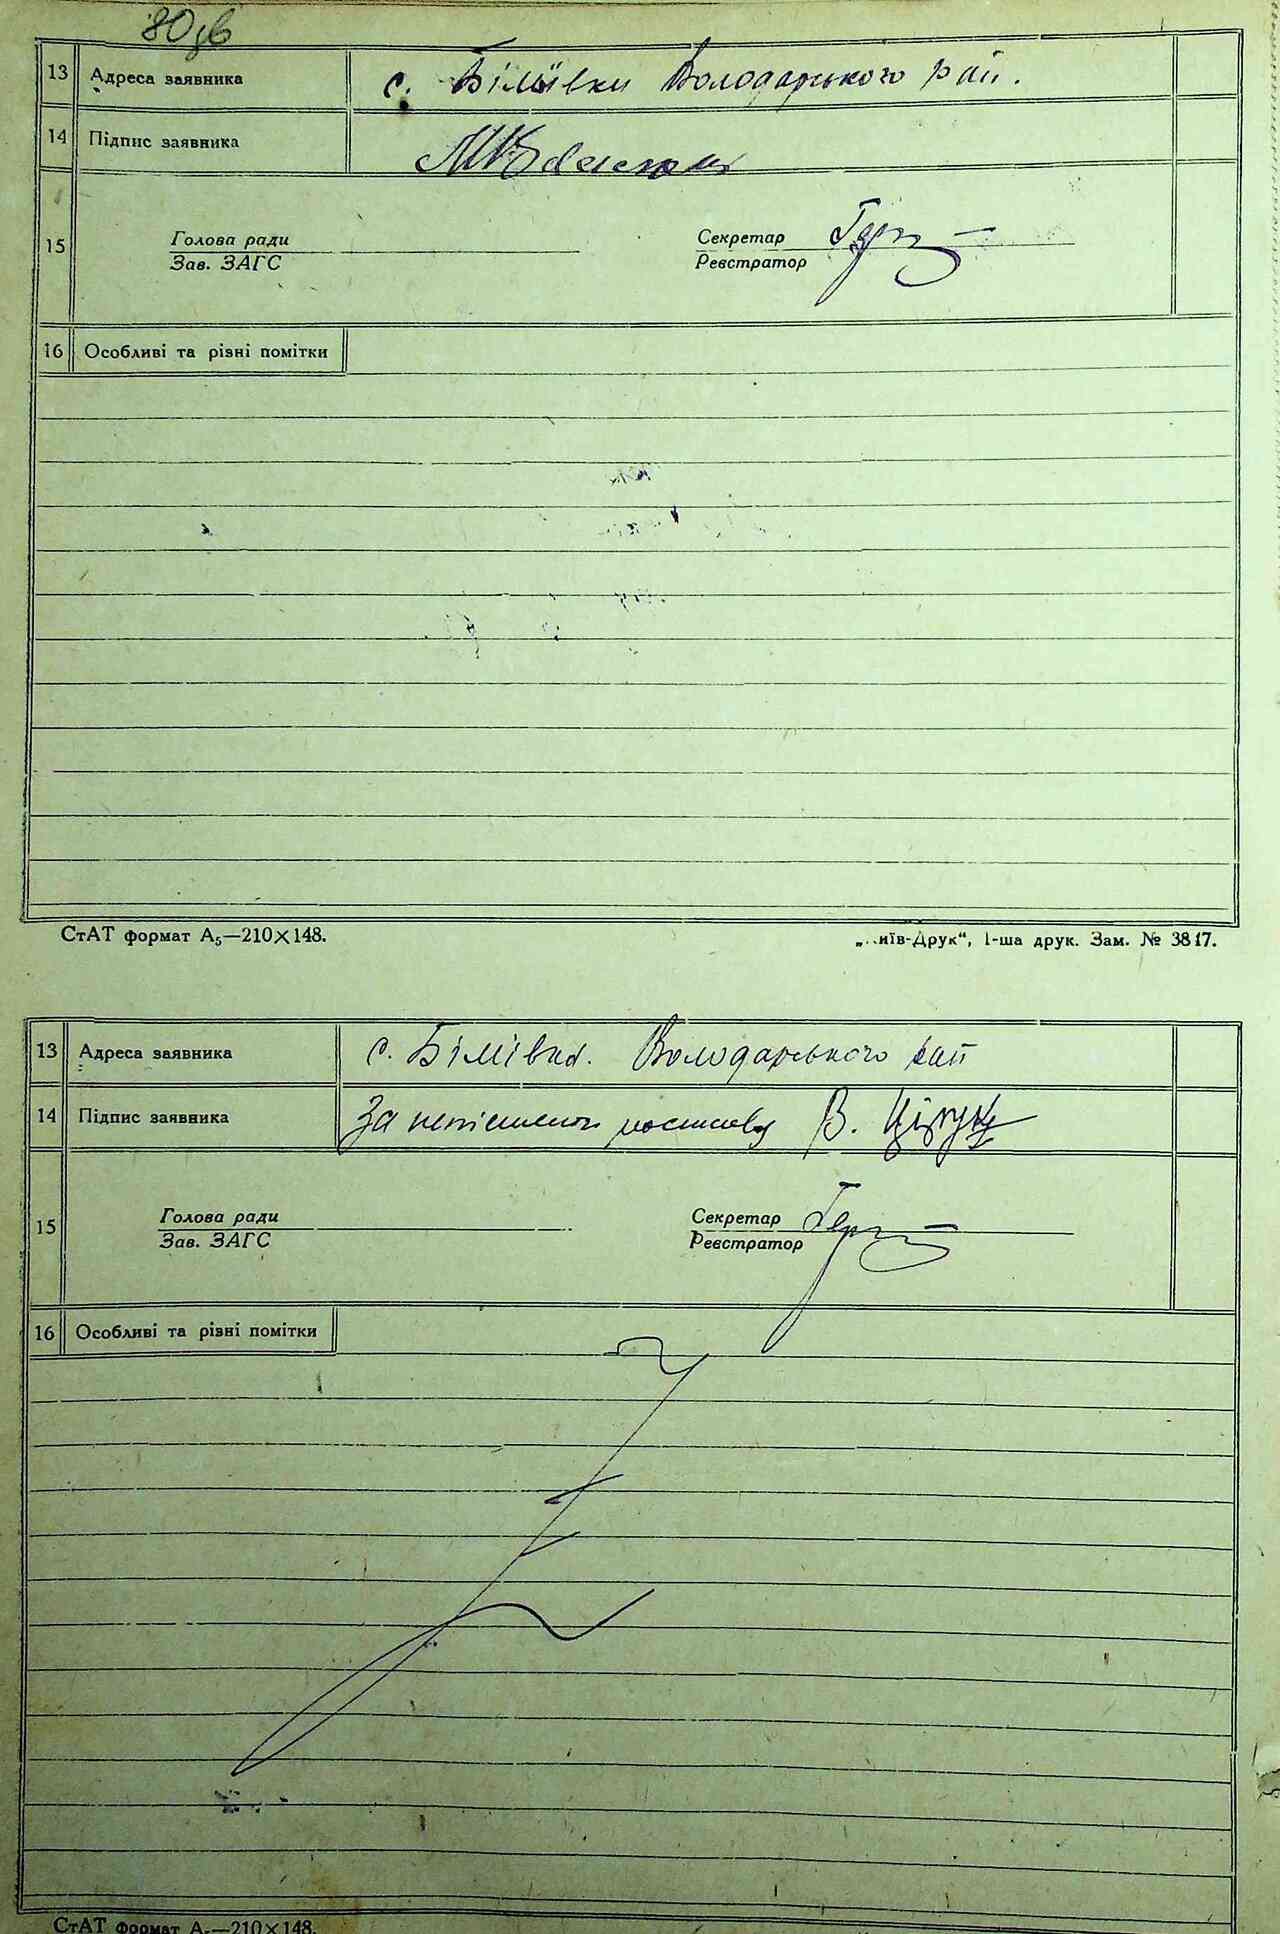 80зв
13 Адреса заявника с. Біліївки Володарського рай.
14 Підпис заявника
15 Голова ради Секретар
Зав. ЗАГС Реєстратор
16 Особливі та різні помітки
СтАТ формат А5—210×148. „..иїв-Друк“, 1-ша друк. Зам. № 3817.
13 Адреса заявника с. Біліївка. Володарського рай
14 Підпис заявника За неписьмен. В.
15 Голова ради Секретар
Зав. ЗАГС Реєстратор
16 Особливі та різні помітки
СтАТ формат А5—210×148.